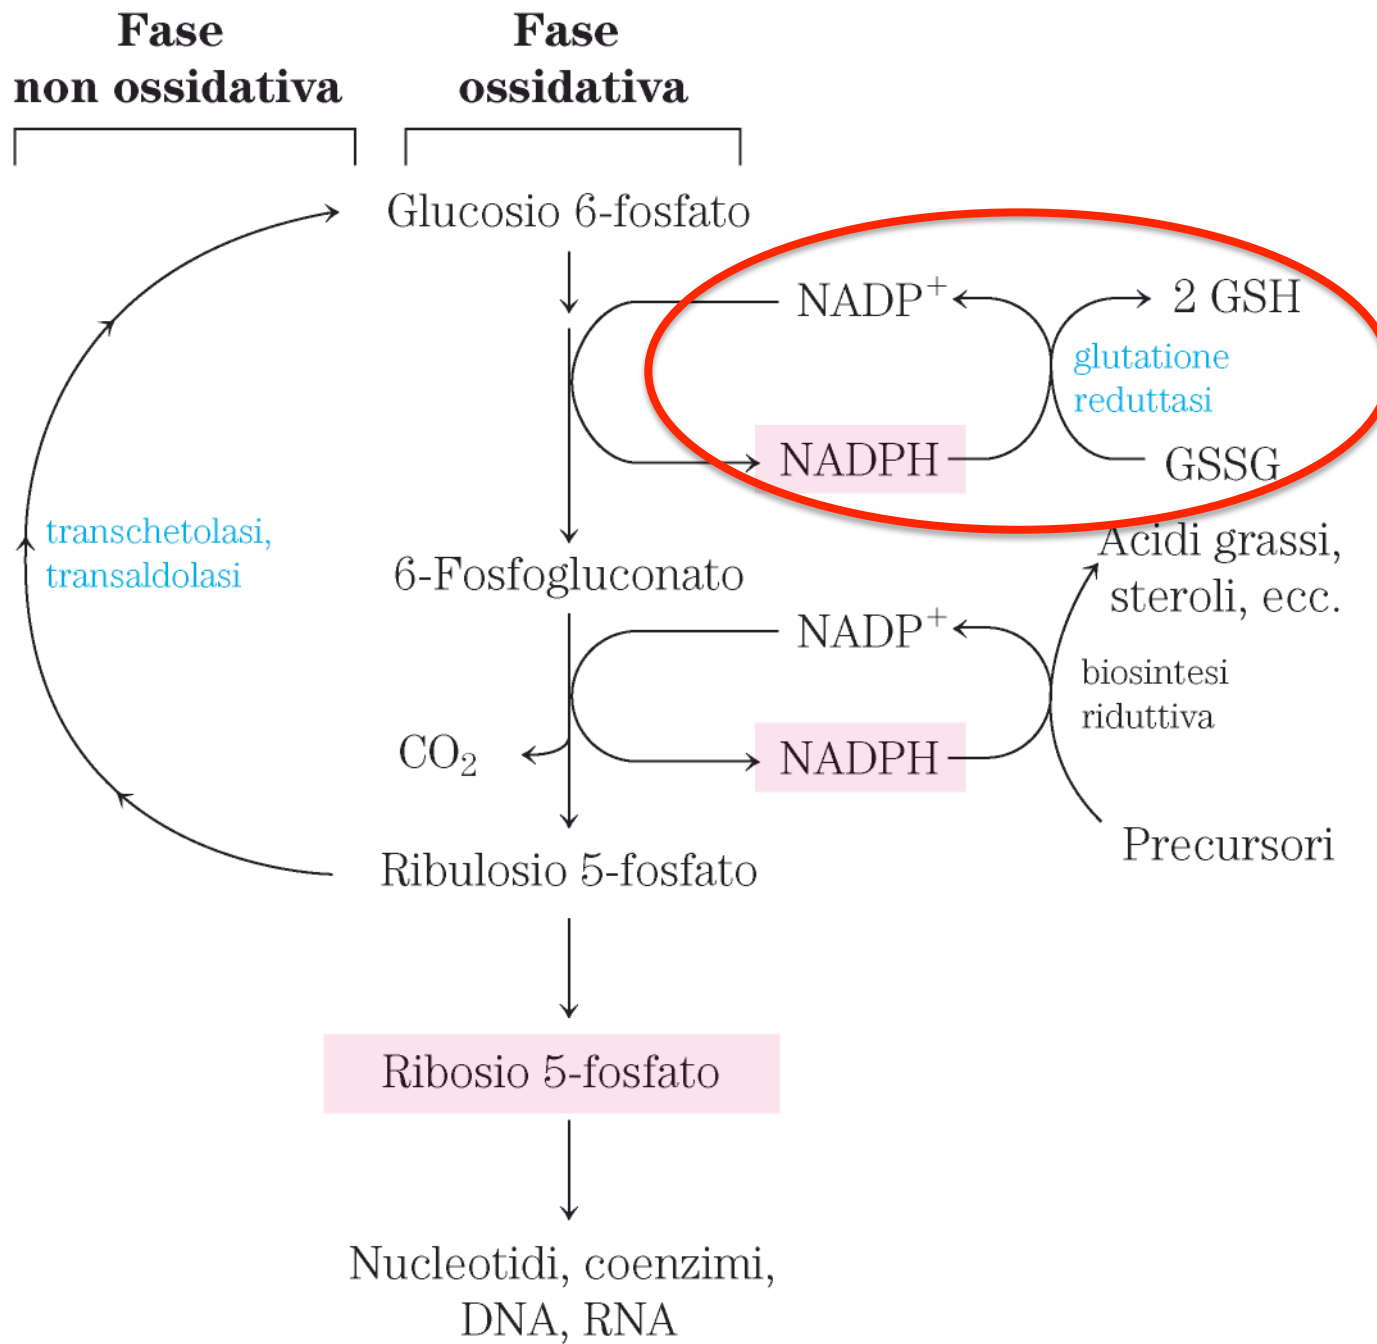 Fase
non ossidativa
Fase
ossidativa
Glucosio 6-fosfato
NADP⁺
2 GSH
glutatione
reduttasi
NADPH
GSSG
transchetolasi,
transaldolasi
6-Fosfogluconato
Acidi grassi,
steroli, ecc.
NADP⁺
biosintesi
riduttiva
CO₂
NADPH
Precursori
Ribulosio 5-fosfato
Ribosio 5-fosfato
Nucleotidi, coenzimi,
DNA, RNA